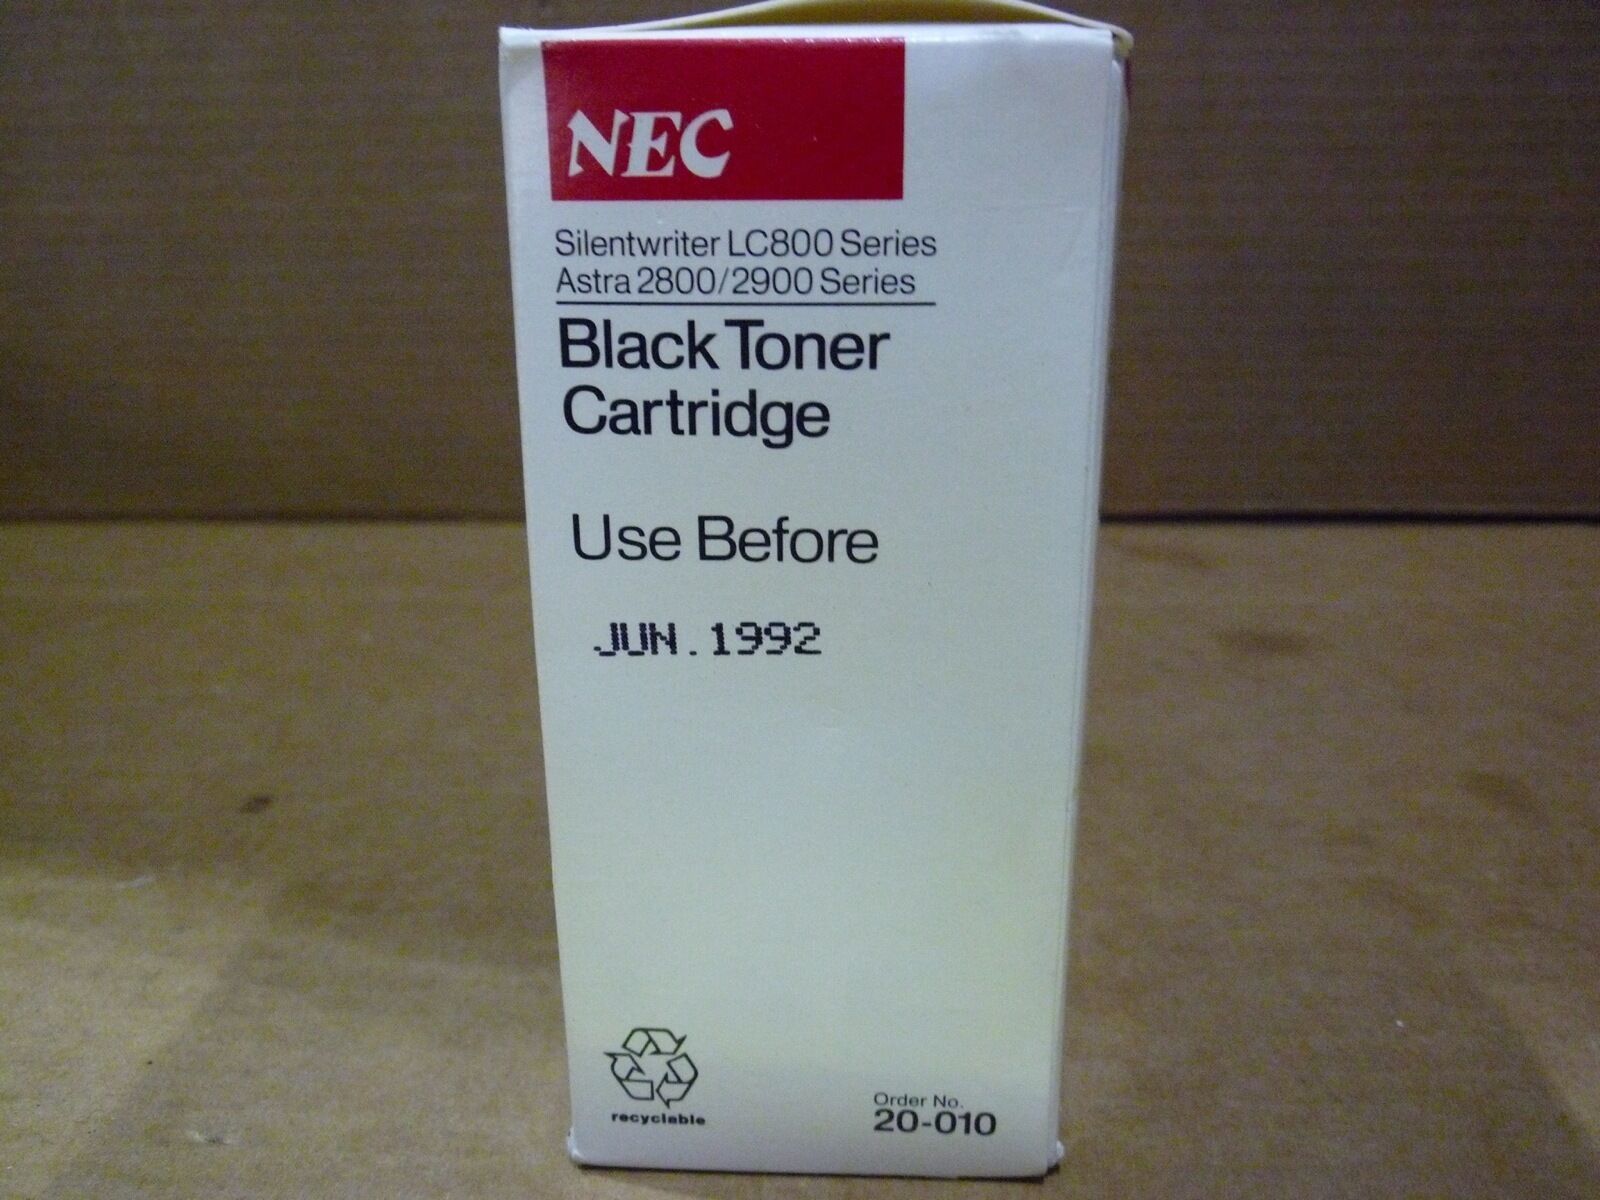 NEC
Silentwriter LC800 Series
Astra 2800/2900 Series
Black Toner
Cartridge
Use Before
JUN. 1992
recyclable
Order No.
20-010